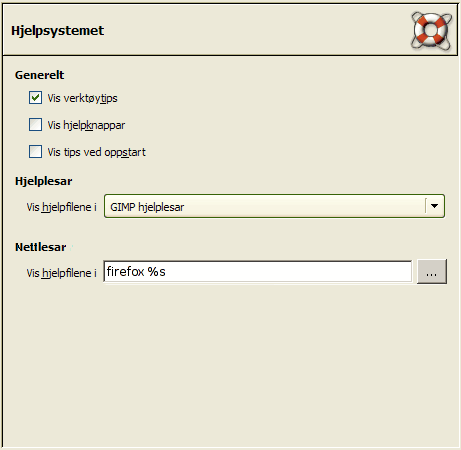 Hjelpsystemet
Generelt
Vis verktøytips
Vis hjelpknappar
Vis tips ved oppstart
Hjelplesar
Vis hjelpfilene i GIMP hjelplesar
Nettlesar
Vis hjelpfilene i firefox %s ...